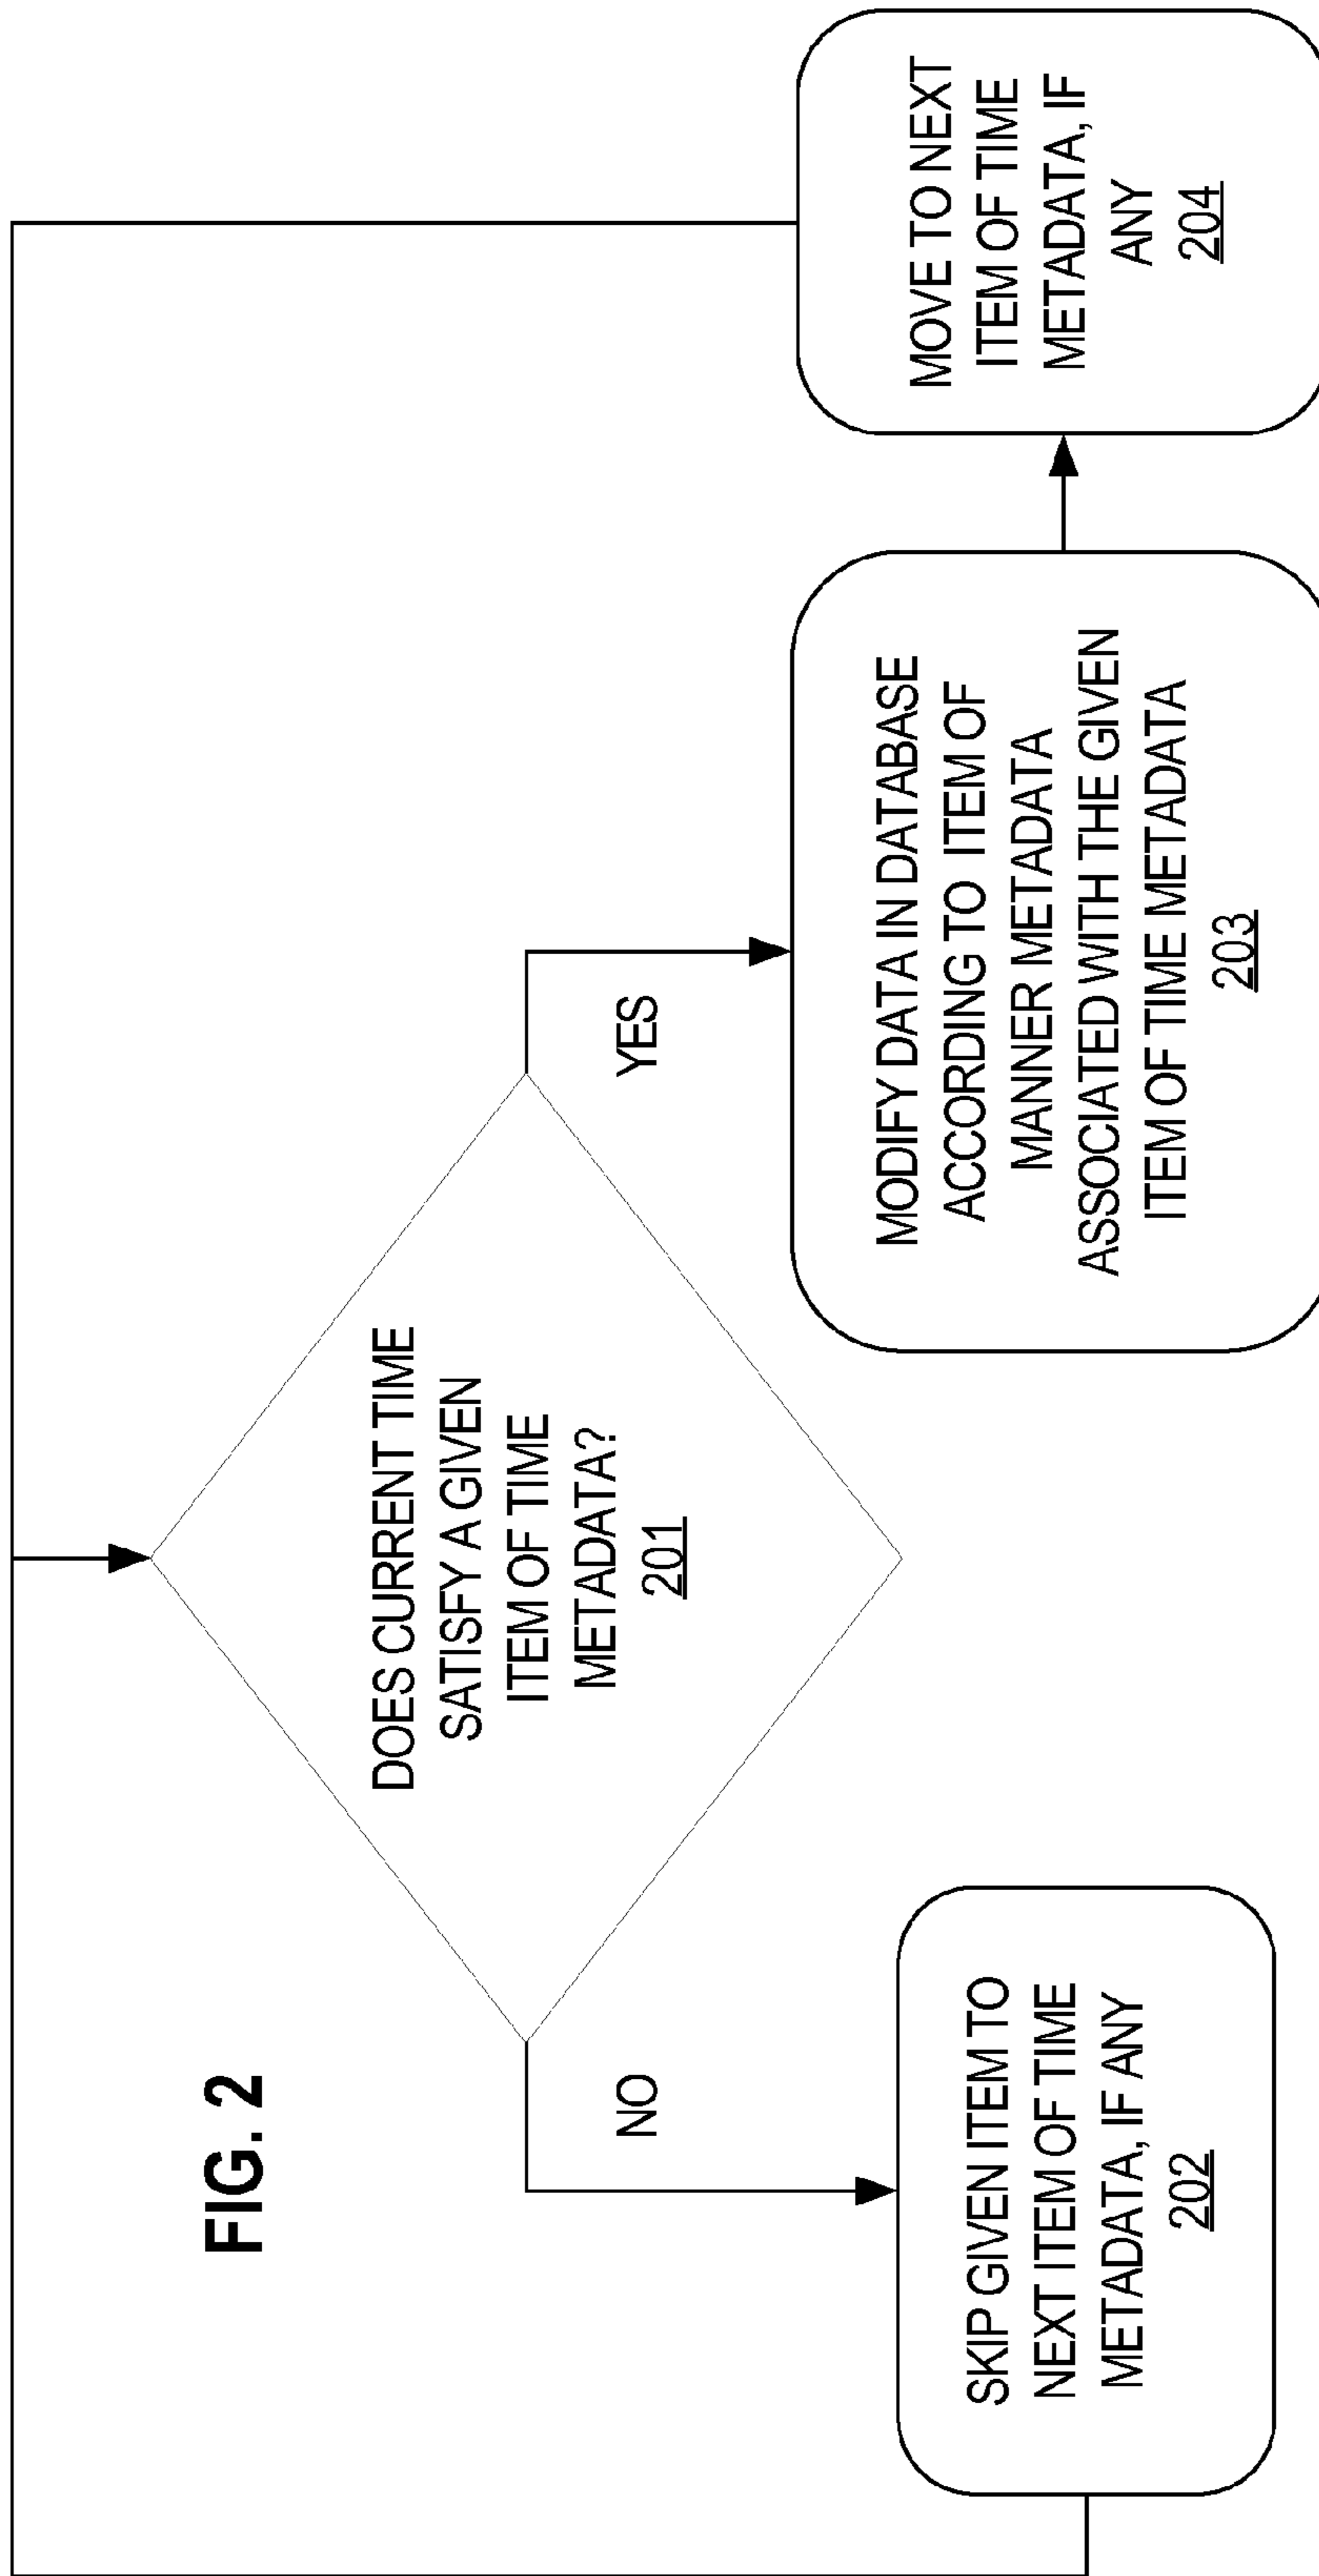 FIG. 2
DOES CURRENT TIME
SATISFY A GIVEN
ITEM OF TIME
METADATA?
201
NO
YES
SKIP GIVEN ITEM TO
NEXT ITEM OF TIME
METADATA, IF ANY
202
MODIFY DATA IN DATABASE
ACCORDING TO ITEM OF
MANNER METADATA
ASSOCIATED WITH THE GIVEN
ITEM OF TIME METADATA
203
MOVE TO NEXT
ITEM OF TIME
METADATA, IF
ANY
204